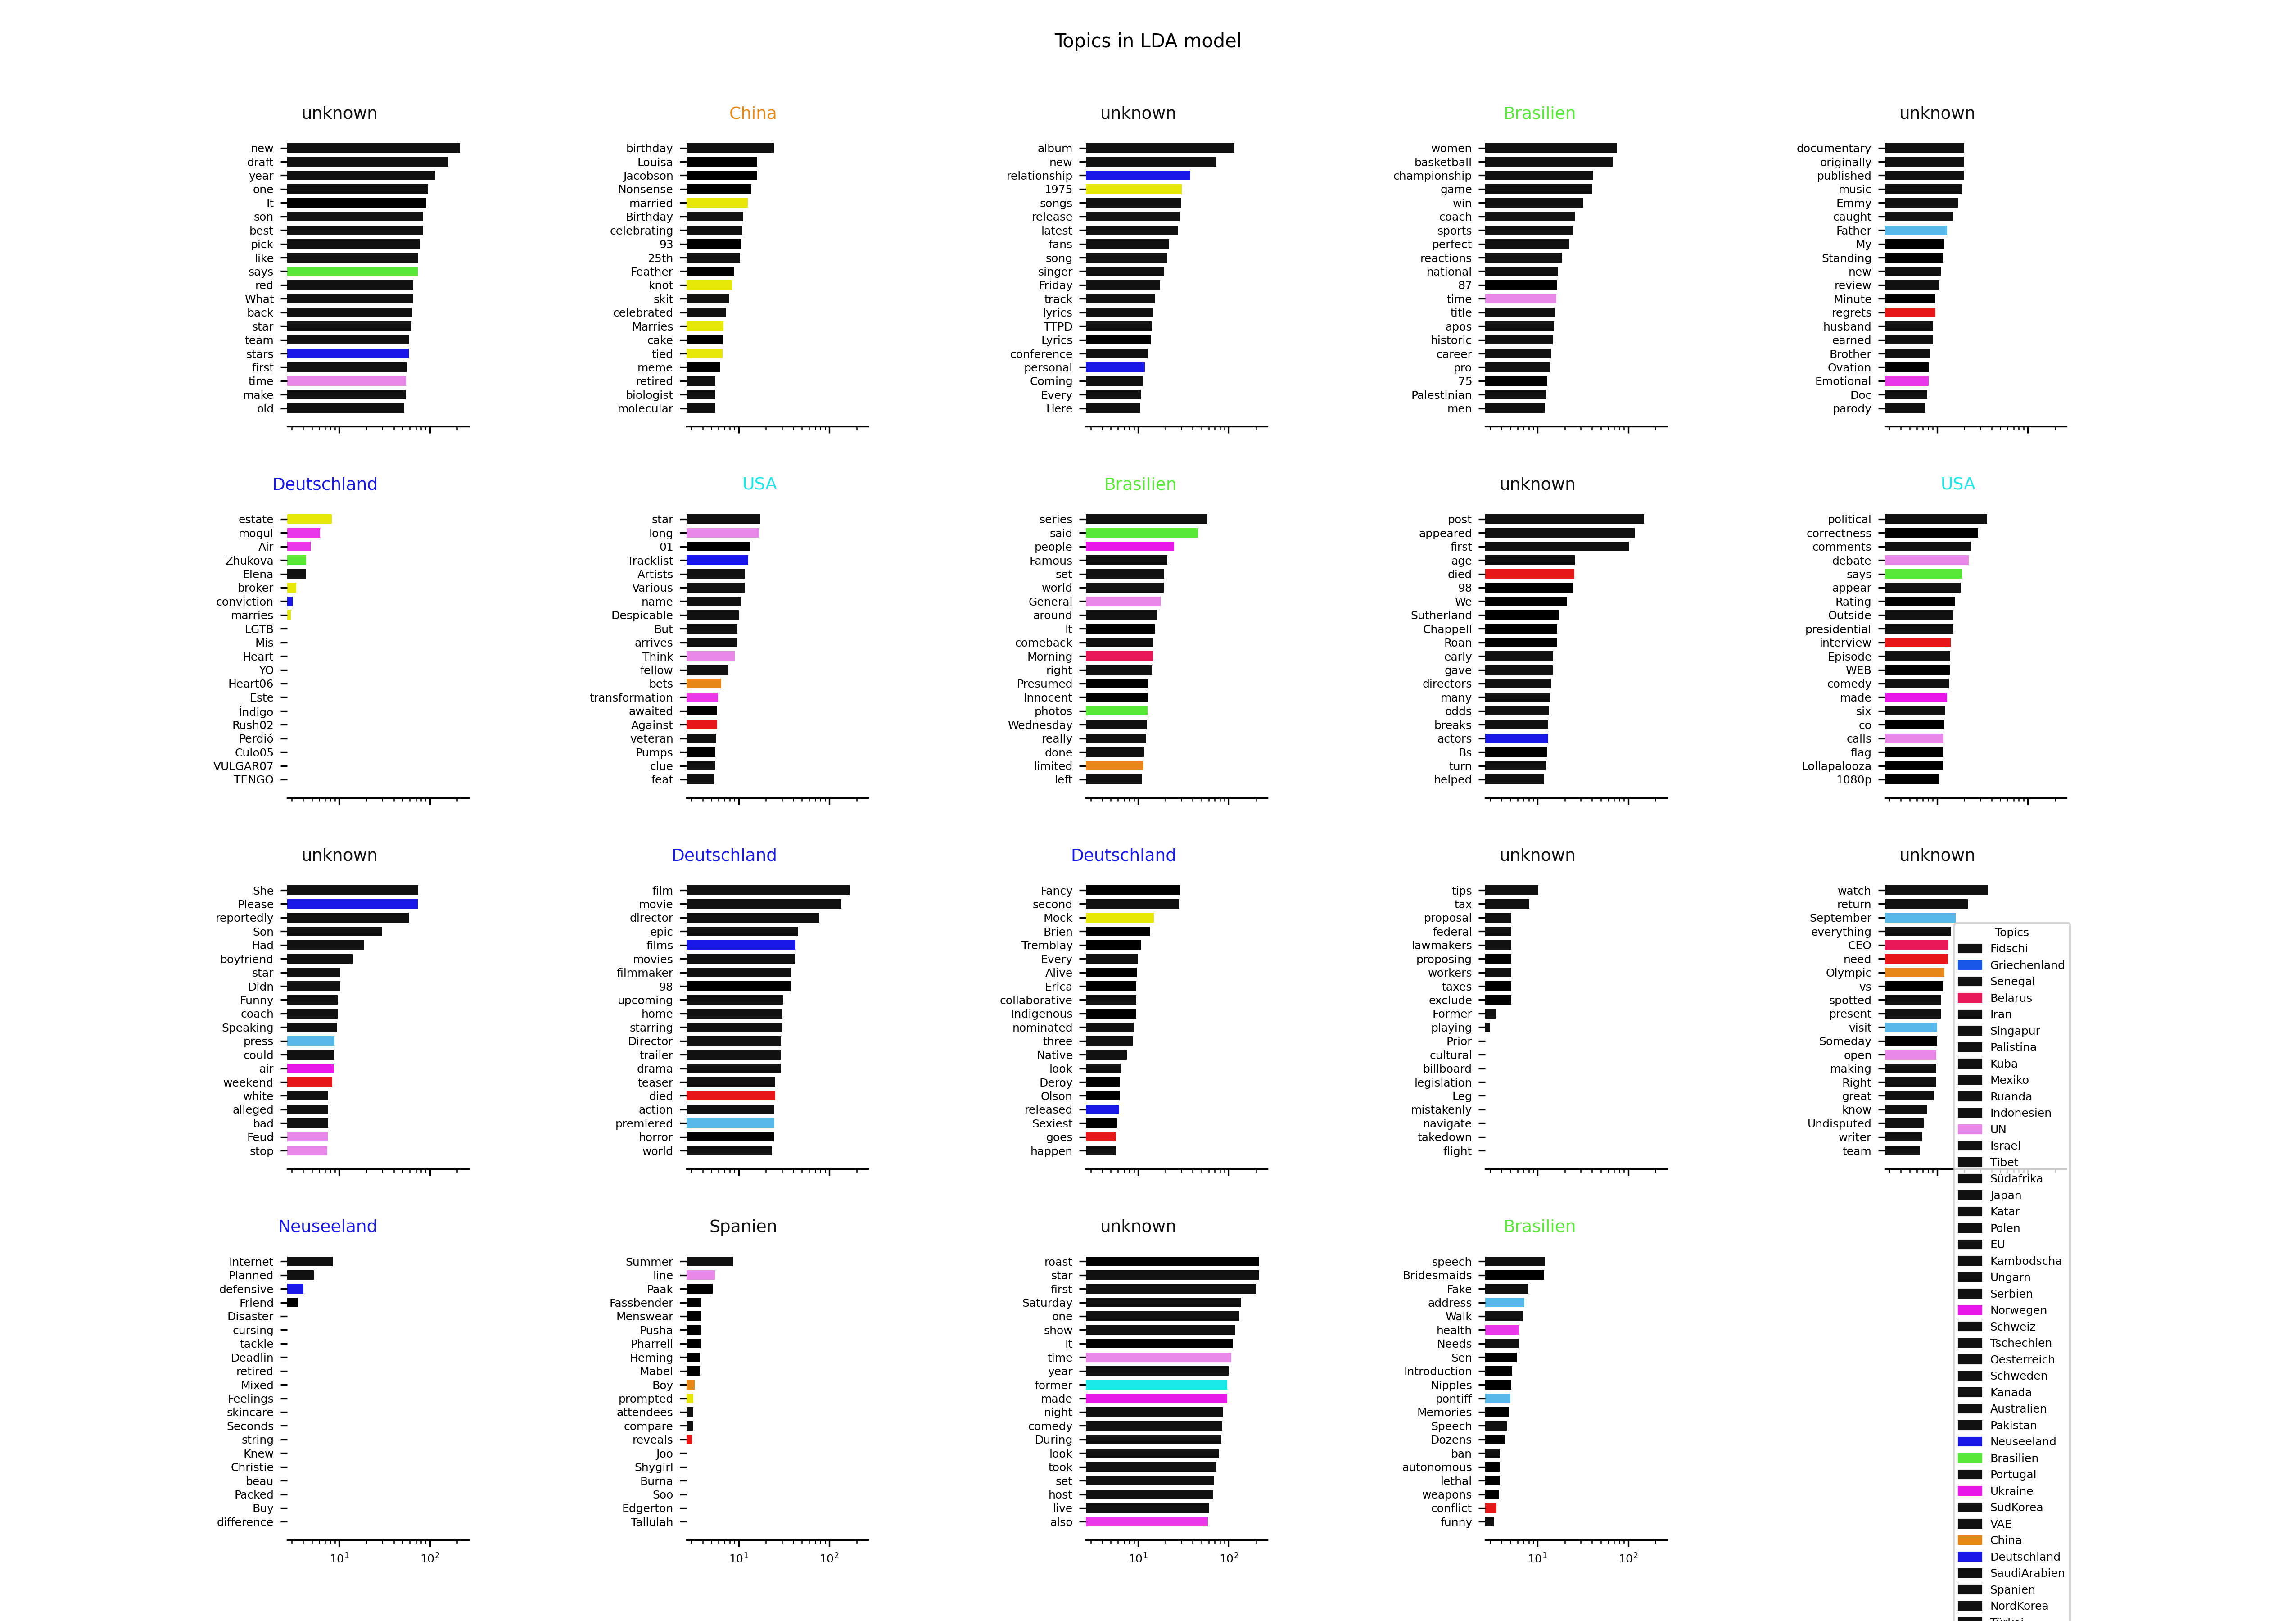 Topics in LDA model
unknown
new
draft
year
one
It
son
best
pick
like
says
red
What
back
star
team
stars
first
time
make
old
China
birthday
Louisa
Jacobson
Nonsense
married
Birthday
celebrating
93
25th
Feather
knot
skit
celebrated
Marries
cake
tied
meme
retired
biologist
molecular
unknown
album
new
relationship
1975
songs
release
latest
fans
song
singer
Friday
track
lyrics
TTPD
Lyrics
conference
personal
Coming
Every
Here
Brasilien
women
basketball
championship
game
win
coach
sports
perfect
reactions
national
87
time
title
apos
historic
career
pro
75
Palestinian
men
unknown
documentary
originally
published
music
Emmy
caught
Father
My
Standing
new
review
Minute
regrets
husband
earned
Brother
Ovation
Emotional
Doc
parody
Deutschland
estate
mogul
Air
Zhukova
Elena
broker
conviction
marries
LGTB
Mis
Heart
YO
Heart06
Este
Índigo
Rush02
Perdió
Culo05
VULGAR07
TENGO
USA
star
long
01
Tracklist
Artists
Various
name
Despicable
But
arrives
Think
fellow
bets
transformation
awaited
Against
veteran
Pumps
clue
feat
Brasilien
series
said
people
Famous
set
world
General
around
It
comeback
Morning
right
Presumed
Innocent
photos
Wednesday
really
done
limited
left
unknown
post
appeared
first
age
died
98
We
Sutherland
Chappell
Roan
early
gave
directors
many
odds
breaks
actors
Bs
turn
helped
USA
political
correctness
comments
debate
says
appear
Rating
Outside
presidential
interview
Episode
WEB
comedy
made
six
co
calls
flag
Lollapalooza
1080p
unknown
She
Please
reportedly
Son
Had
boyfriend
star
Didn
Funny
coach
Speaking
press
could
air
weekend
white
alleged
bad
Feud
stop
Deutschland
film
movie
director
epic
films
movies
filmmaker
98
upcoming
home
starring
Director
trailer
drama
teaser
died
action
premiered
horror
world
Deutschland
Fancy
second
Mock
Brien
Tremblay
Every
Alive
Erica
collaborative
Indigenous
nominated
three
Native
look
Deroy
Olson
released
Sexiest
goes
happen
unknown
tips
tax
proposal
federal
lawmakers
proposing
workers
taxes
exclude
Former
playing
Prior
cultural
billboard
legislation
Leg
mistakenly
navigate
takedown
flight
unknown
watch
return
September
everything
CEO
need
Olympic
vs
spotted
present
visit
Someday
open
making
Right
great
know
Undisputed
writer
team
Neuseeland
Internet
Planned
defensive
Friend
Disaster
cursing
tackle
Deadlin
retired
Mixed
Feelings
skincare
Seconds
string
Knew
Christie
beau
Packed
Buy
difference
10¹ 10²
Spanien
Summer
line
Paak
Fassbender
Menswear
Pusha
Pharrell
Heming
Mabel
Boy
prompted
attendees
compare
reveals
Joo
Shygirl
Burna
Soo
Edgerton
Tallulah
10¹ 10²
unknown
roast
star
first
Saturday
one
show
It
time
year
former
made
night
comedy
During
look
took
set
host
live
also
10¹ 10²
Brasilien
speech
Bridesmaids
Fake
address
Walk
health
Needs
Sen
Introduction
Nipples
pontiff
Memories
Speech
Dozens
ban
autonomous
lethal
weapons
conflict
funny
10¹ 10²
Topics
Fidschi
Griechenland
Senegal
Belarus
Iran
Singapur
Palistina
Kuba
Mexiko
Ruanda
Indonesien
UN
Israel
Tibet
Südafrika
Japan
Katar
Polen
EU
Kambodscha
Ungarn
Serbien
Norwegen
Schweiz
Tschechien
Oesterreich
Schweden
Kanada
Australien
Pakistan
Neuseeland
Brasilien
Portugal
Ukraine
SüdKorea
VAE
China
Deutschland
SaudiArabien
Spanien
NordKorea